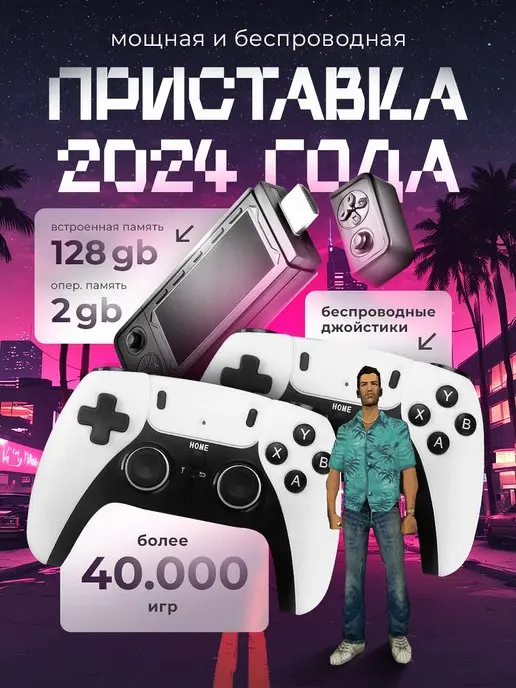 мощная и беспроводная
ПРИСТАВКА
2024 ГОДА
встроенная память
128 gb
опер. память
2 gb
беспроводные
джойстики
HOME
Y
X
B
A
HOME
Y
X
B
A
T
более
40.000
игр